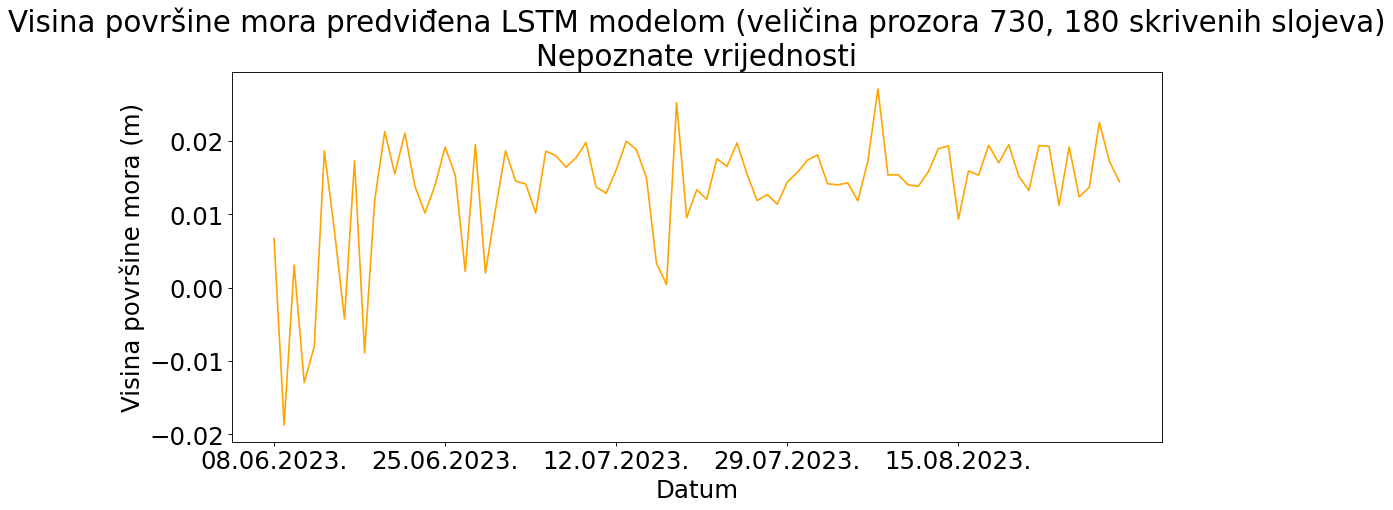 Visina površine mora predviđena LSTM modelom (veličina prozora 730, 180 skrivenih slojeva)
Nepoznate vrijednosti
Visina površine mora (m)
0.02
0.01
0.00
−0.01
−0.02
08.06.2023. 25.06.2023. 12.07.2023. 29.07.2023. 15.08.2023.
Datum